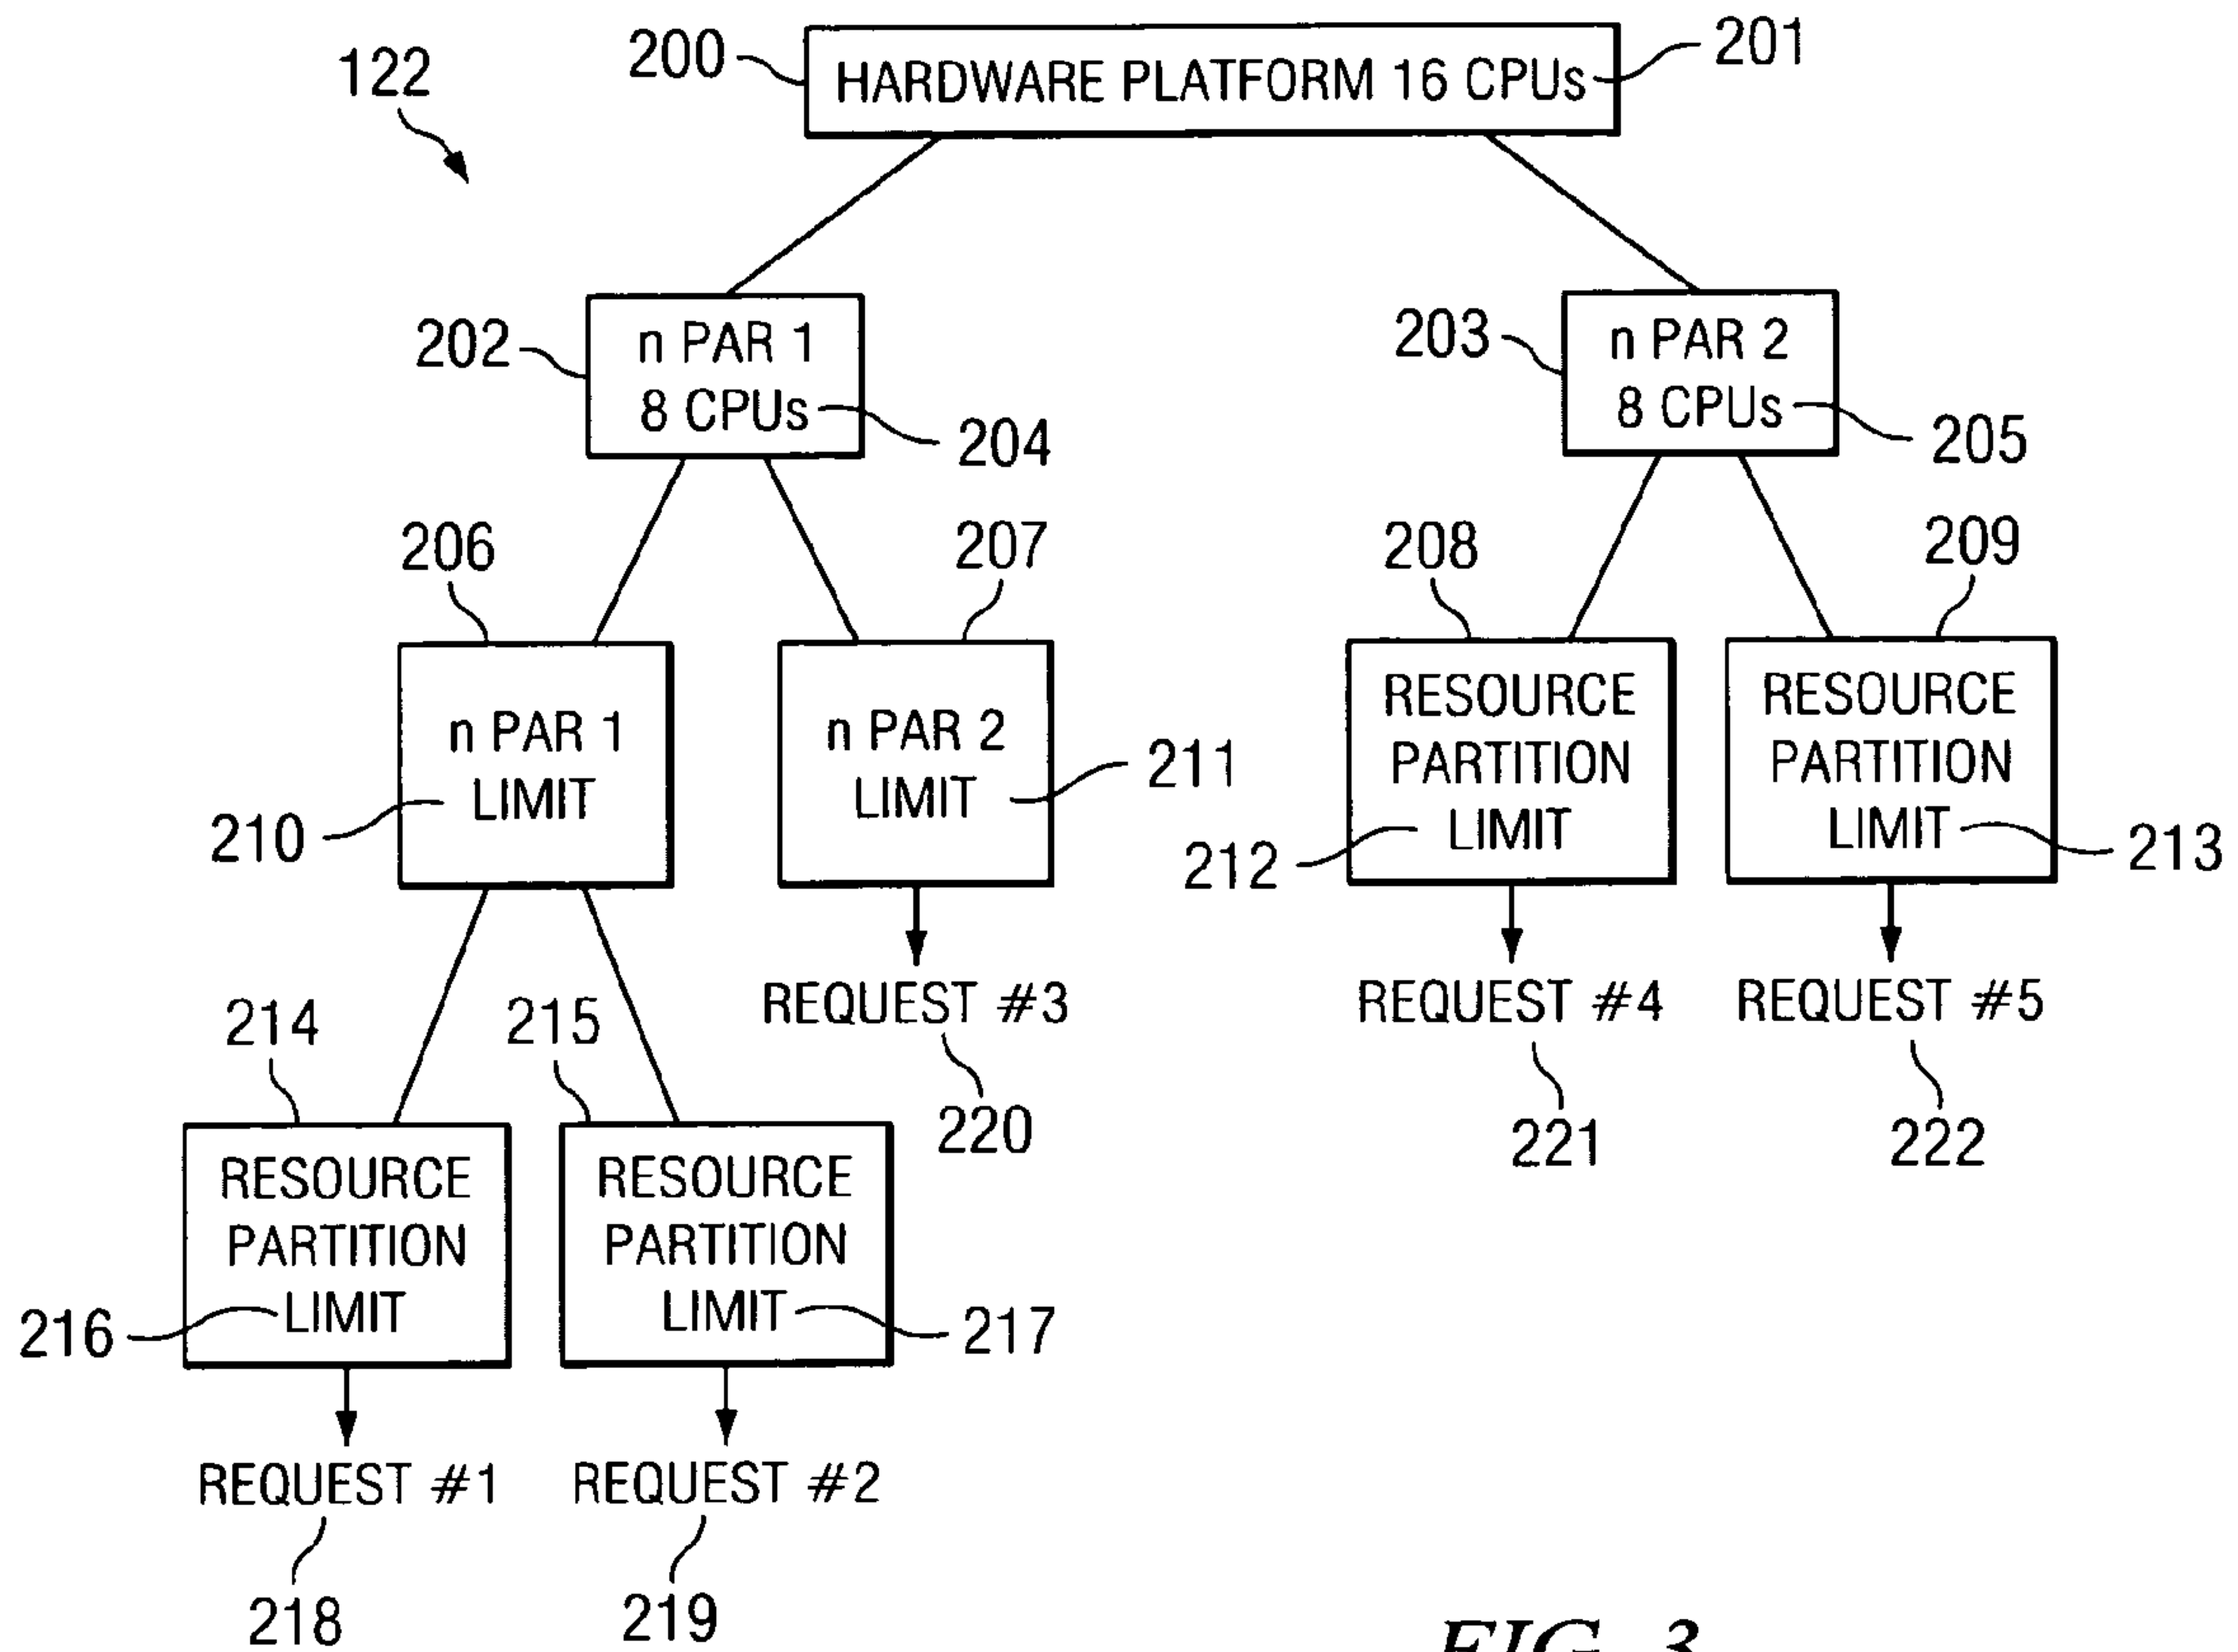 122
200
HARDWARE PLATFORM 16 CPUs
201
202
n PAR 1
8 CPUs
204
203
n PAR 2
8 CPUs
205
206
207
208
209
n PAR 1
LIMIT
210
n PAR 2
LIMIT
211
RESOURCE
PARTITION
LIMIT
212
RESOURCE
PARTITION
LIMIT
213
REQUEST #3
220
REQUEST #4
221
REQUEST #5
222
214
215
RESOURCE
PARTITION
LIMIT
216
RESOURCE
PARTITION
LIMIT
217
REQUEST #1
218
REQUEST #2
219
FIG. 3